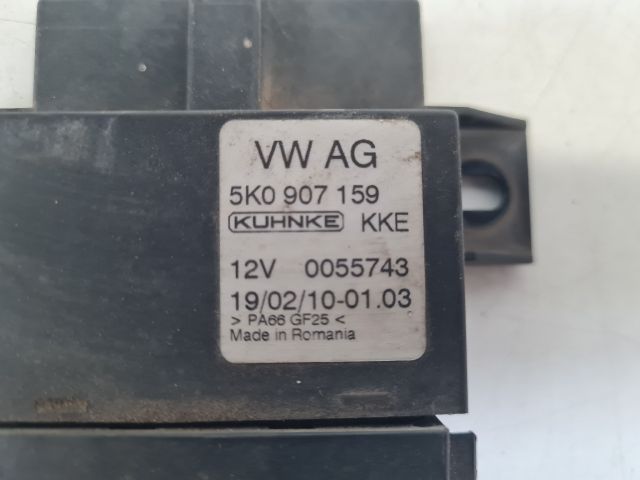 VW AG
5K0 907 159
KUHNKE KKE
12V 0055743
19/02/10-01.03
> PA66 GF25 <
Made in Romania